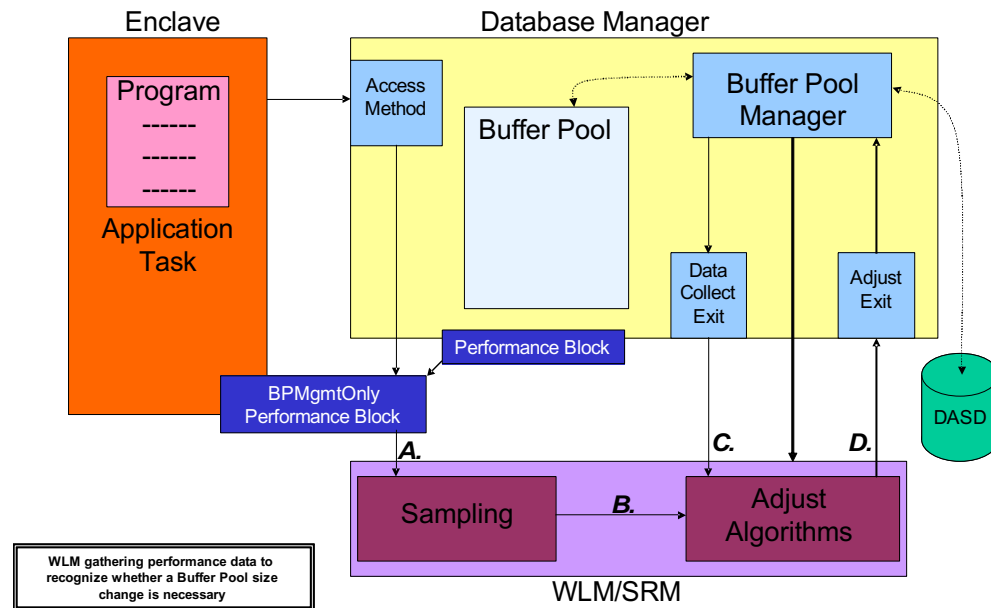 Enclave
Database Manager
Program
------
------
------
Application
Task
Access
Method
Buffer Pool
Buffer Pool
Manager
Data
Collect
Exit
Adjust
Exit
Performance Block
BPMgmtOnly
Performance Block
DASD
A.
C.
D.
Sampling
B.
Adjust
Algorithms
WLM/SRM
WLM gathering performance data to
recognize whether a Buffer Pool size
change is necessary